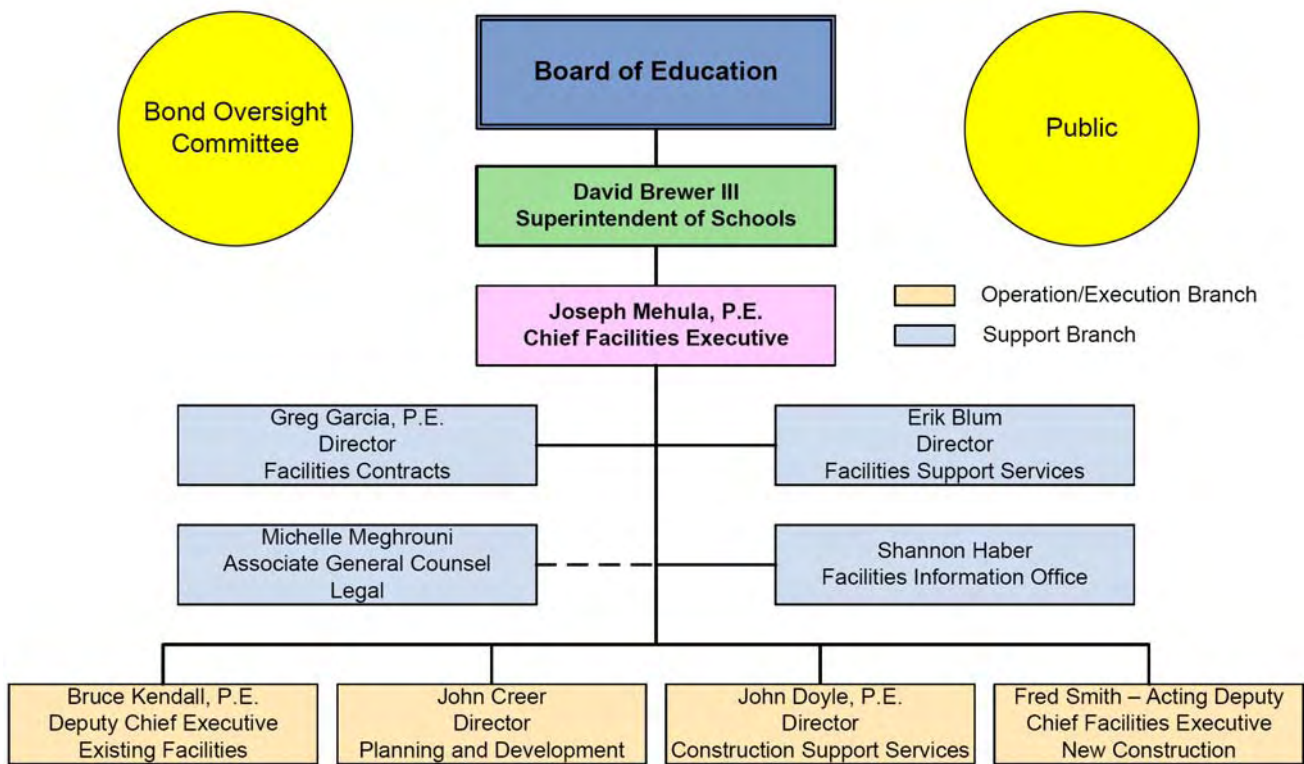 Bond Oversight
Committee
Board of Education
Public
David Brewer III
Superintendent of Schools
Joseph Mehula, P.E.
Chief Facilities Executive
Operation/Execution Branch
Support Branch
Greg Garcia, P.E.
Director
Facilities Contracts
Erik Blum
Director
Facilities Support Services
Michelle Meghrouni
Associate General Counsel
Legal
Shannon Haber
Facilities Information Office
Bruce Kendall, P.E.
Deputy Chief Executive
Existing Facilities
John Creer
Director
Planning and Development
John Doyle, P.E.
Director
Construction Support Services
Fred Smith – Acting Deputy
Chief Facilities Executive
New Construction